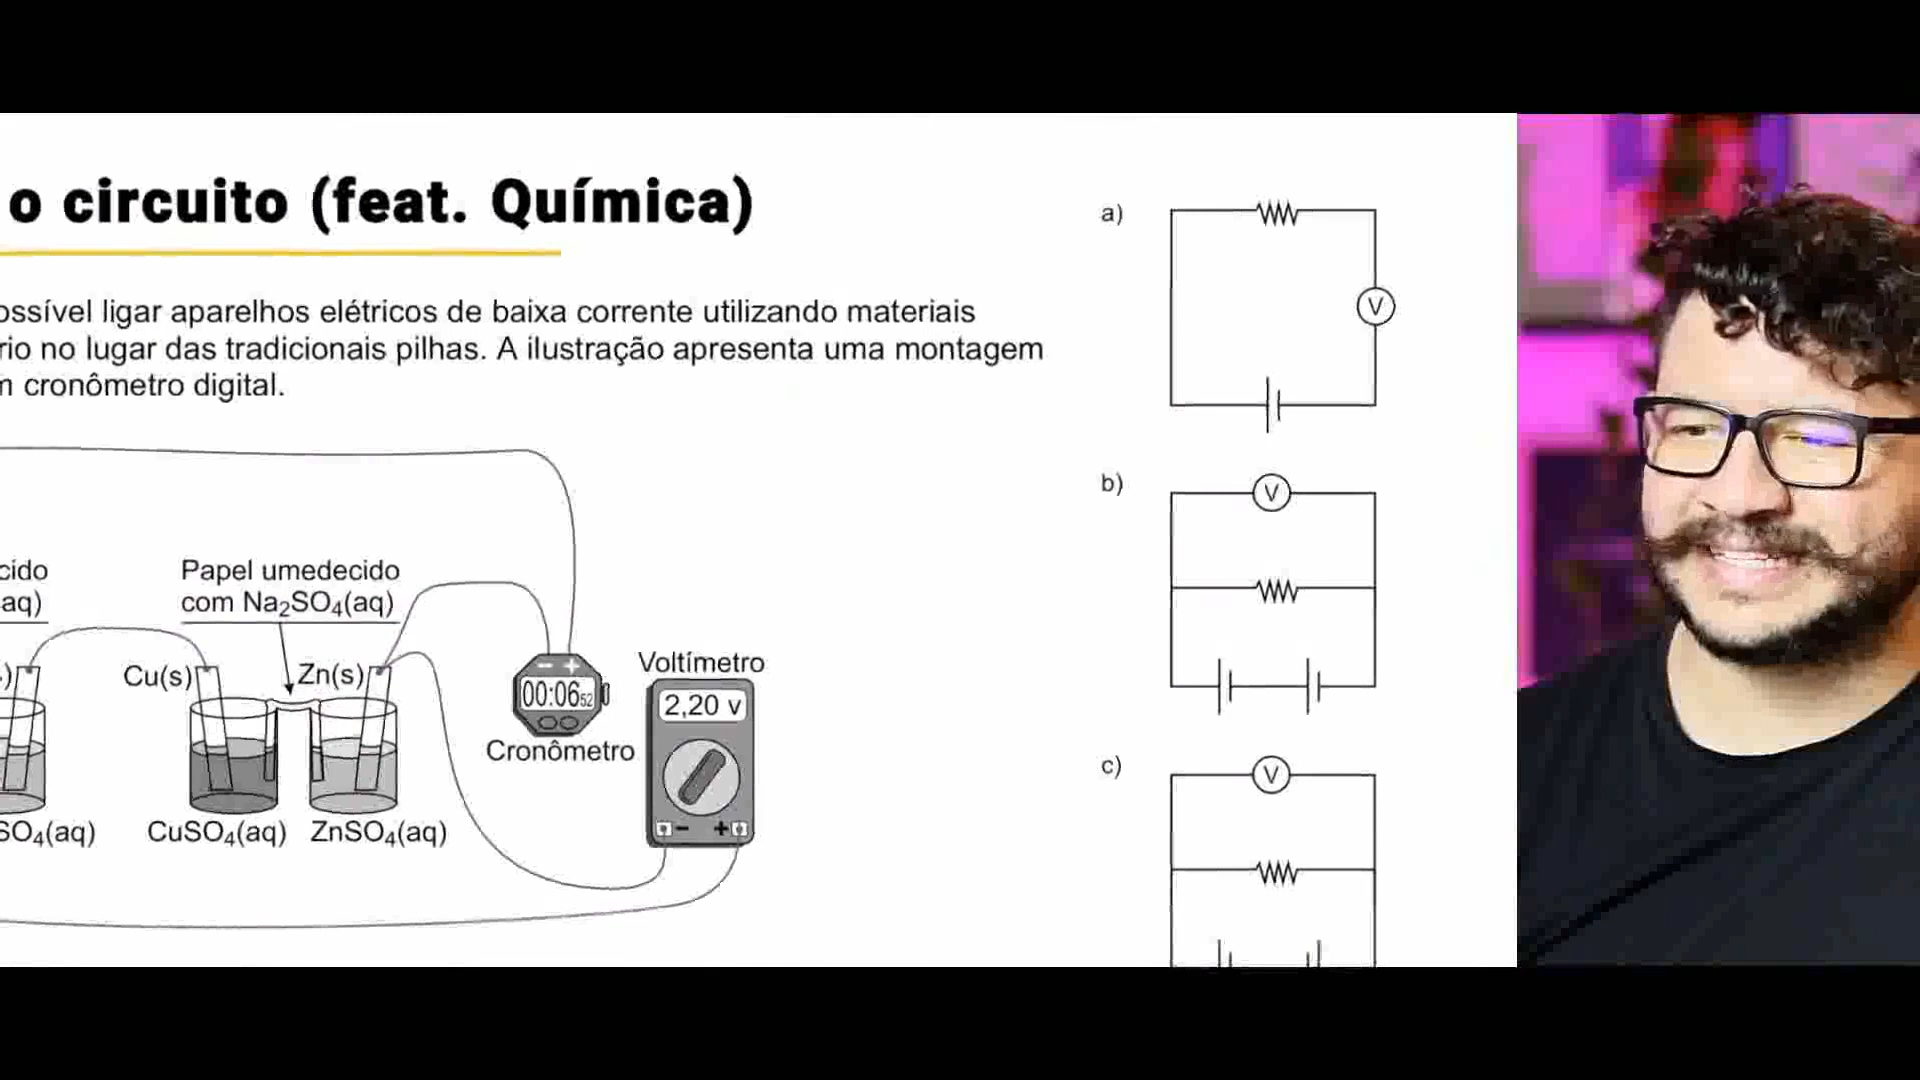 o circuito (feat. Química)
ossível ligar aparelhos elétricos de baixa corrente utilizando materiais
rio no lugar das tradicionais pilhas. A ilustração apresenta uma montagem
cronômetro digital.
cido
aq)
Papel umedecido
com Na₂SO₄(aq)
Cu(s)
Zn(s)
SO₄(aq)
CuSO₄(aq)
ZnSO₄(aq)
− +
00:06 52
Cronômetro
Voltímetro
2,20 v
− +
a)
V
b)
V
c)
V